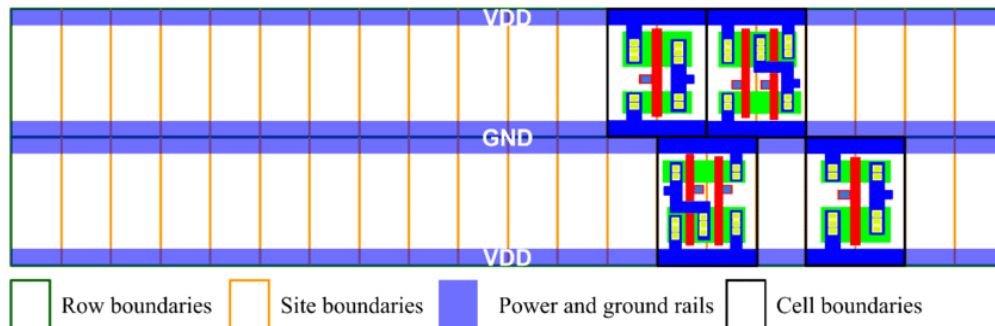 VDD
GND
VDD
Row boundaries Site boundaries Power and ground rails Cell boundaries